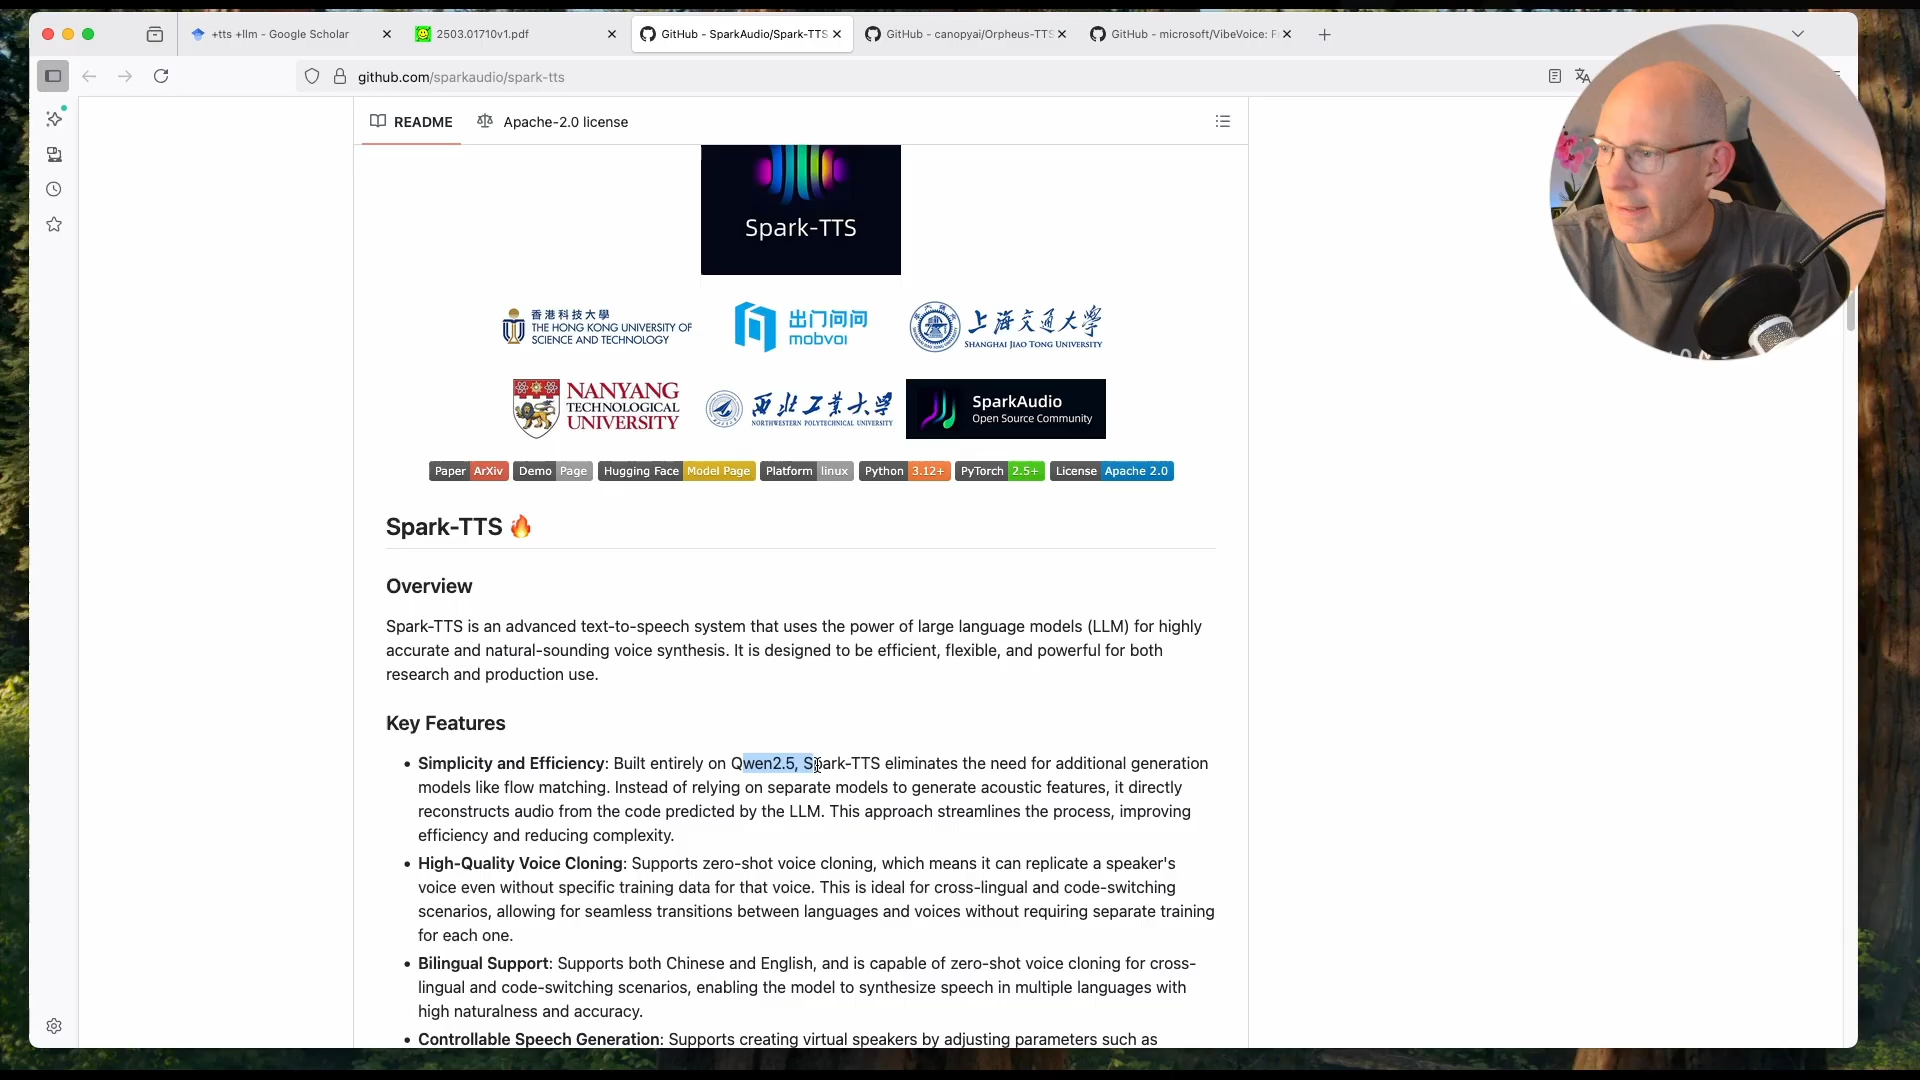 +tts +llm - Google Scholar
2503.01710v1.pdf
GitHub - SparkAudio/Spark-TTS
GitHub - canopyai/Orpheus-TTS
GitHub - microsoft/VibeVoice: F
github.com/sparkaudio/spark-tts
README
Apache-2.0 license
Spark-TTS
香港科技大學
THE HONG KONG UNIVERSITY OF
SCIENCE AND TECHNOLOGY
出门问问
mobvoi
上海交通大学
SHANGHAI JIAO TONG UNIVERSITY
NANYANG
TECHNOLOGICAL
UNIVERSITY
西北工业大学
NORTHWESTERN POLYTECHNICAL UNIVERSITY
SparkAudio
Open Source Community
Paper ArXiv
Demo Page
Hugging Face Model Page
Platform linux
Python 3.12+
PyTorch 2.5+
License Apache 2.0
Spark-TTS 🔥
Overview
Spark-TTS is an advanced text-to-speech system that uses the power of large language models (LLM) for highly
accurate and natural-sounding voice synthesis. It is designed to be efficient, flexible, and powerful for both
research and production use.
Key Features
• Simplicity and Efficiency: Built entirely on Qwen2.5, Spark-TTS eliminates the need for additional generation
models like flow matching. Instead of relying on separate models to generate acoustic features, it directly
reconstructs audio from the code predicted by the LLM. This approach streamlines the process, improving
efficiency and reducing complexity.
• High-Quality Voice Cloning: Supports zero-shot voice cloning, which means it can replicate a speaker's
voice even without specific training data for that voice. This is ideal for cross-lingual and code-switching
scenarios, allowing for seamless transitions between languages and voices without requiring separate training
for each one.
• Bilingual Support: Supports both Chinese and English, and is capable of zero-shot voice cloning for cross-
lingual and code-switching scenarios, enabling the model to synthesize speech in multiple languages with
high naturalness and accuracy.
• Controllable Speech Generation: Supports creating virtual speakers by adjusting parameters such as